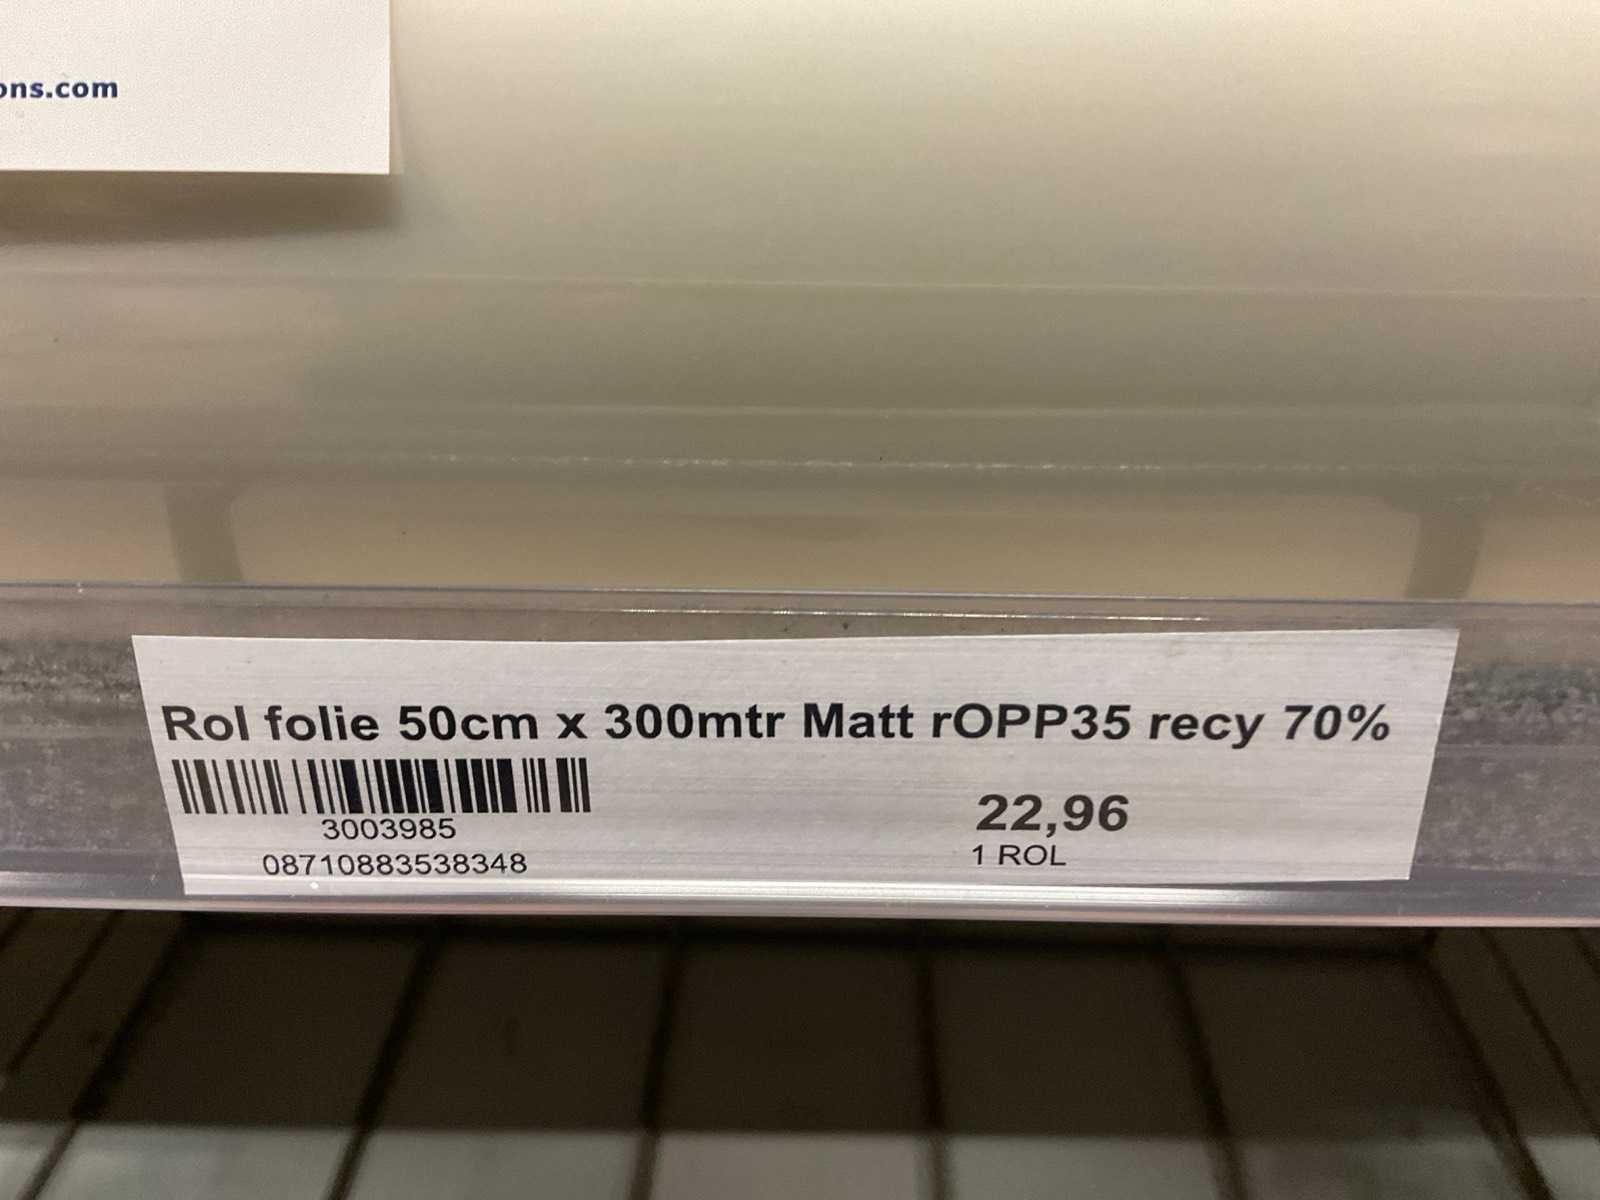 ons.com
Rol folie 50cm x 300mtr Matt rOPP35 recy 70%
3003985
08710883538348
22,96
1 ROL